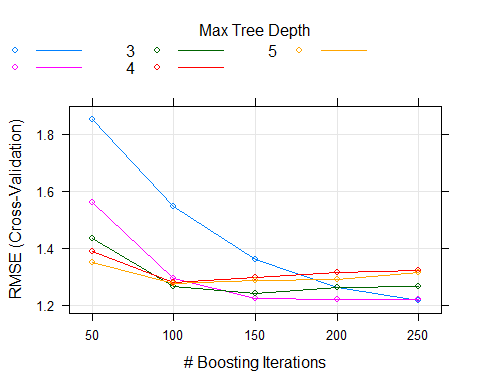 Max Tree Depth
3 5
4
1.8
1.6
1.4
1.2
RMSE (Cross-Validation)
50 100 150 200 250
# Boosting Iterations